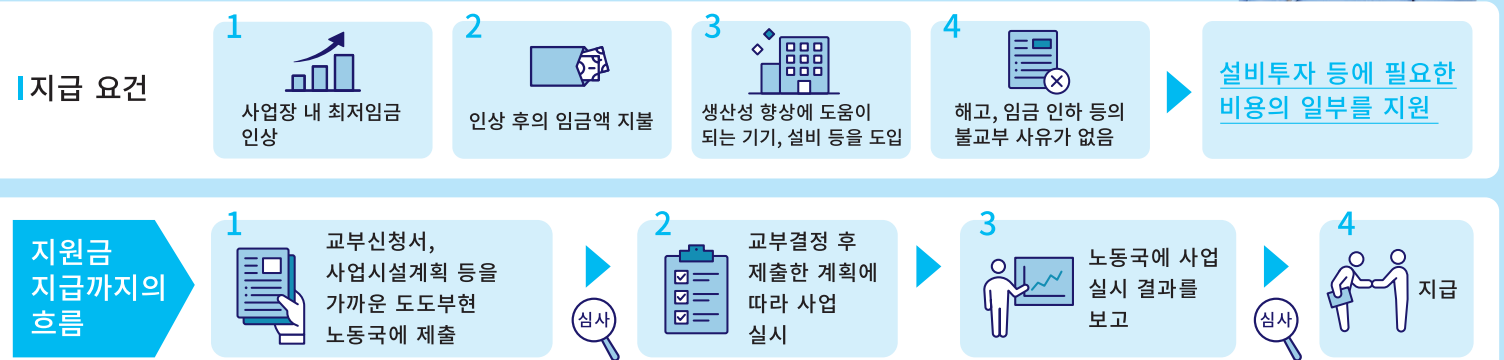 지급 요건
1
사업장 내 최저임금
인상
2
인상 후의 임금액 지불
3
생산성 향상에 도움이
되는 기기, 설비 등을 도입
4
해고, 임금 인하 등의
불교부 사유가 없음
설비투자 등에 필요한
비용의 일부를 지원
지원금
지급까지의
흐름
1
교부신청서,
사업시설계획 등을
가까운 도도부현
노동국에 제출
심사
2
교부결정 후
제출한 계획에
따라 사업
실시
3
노동국에 사업
실시 결과를
보고
심사
4
지급